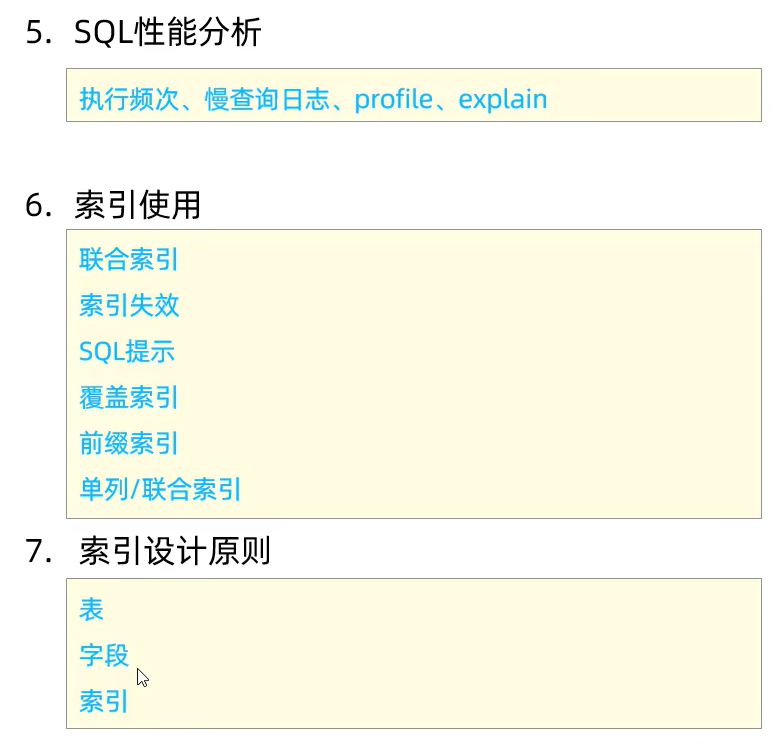 5. SQL性能分析
执行频次、慢查询日志、profile、explain
6. 索引使用
联合索引
索引失效
SQL提示
覆盖索引
前缀索引
单列/联合索引
7. 索引设计原则
表
字段
索引